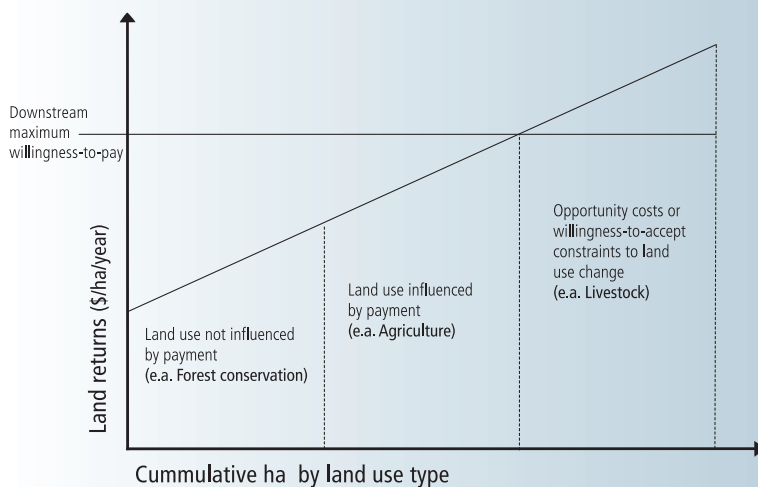 Downstream
maximum
willingness-to-pay
Land returns ($/ha/year)
Land use not influenced
by payment
(e.a. Forest conservation)
Land use influenced
by payment
(e.a. Agriculture)
Opportunity costs or
willingness-to-accept
constraints to land
use change
(e.a. Livestock)
Cummulative ha by land use type